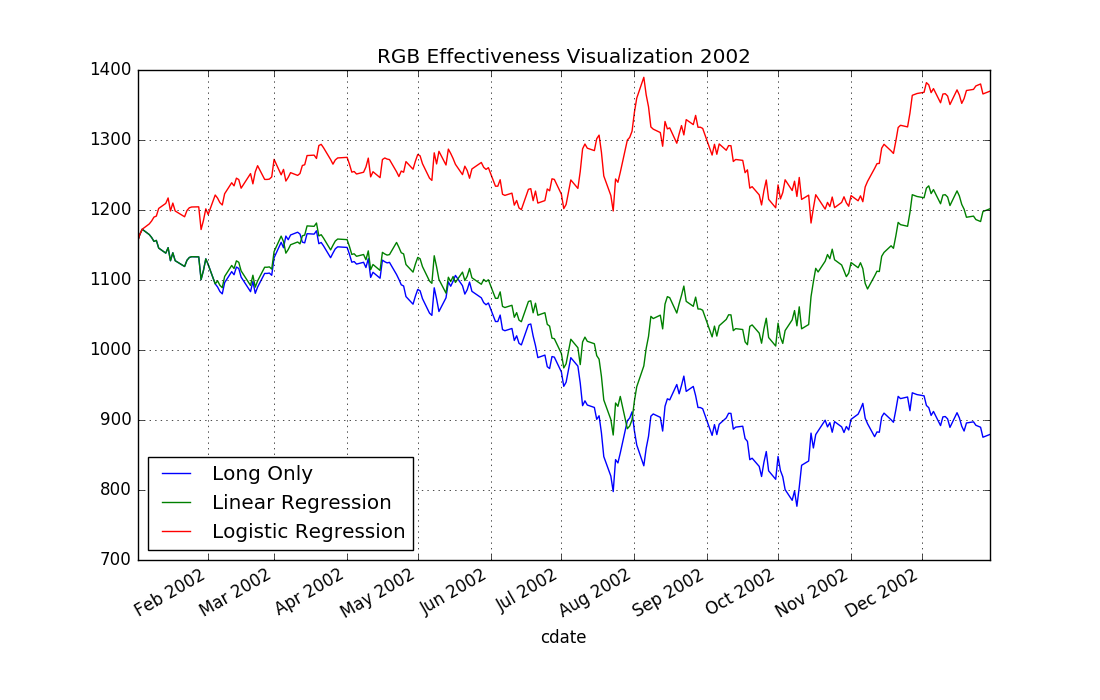 RGB Effectiveness Visualization 2002
1400
1300
1200
1100
1000
900
800
700
Long Only
Linear Regression
Logistic Regression
Feb 2002
Mar 2002
Apr 2002
May 2002
Jun 2002
Jul 2002
Aug 2002
Sep 2002
Oct 2002
Nov 2002
Dec 2002
cdate